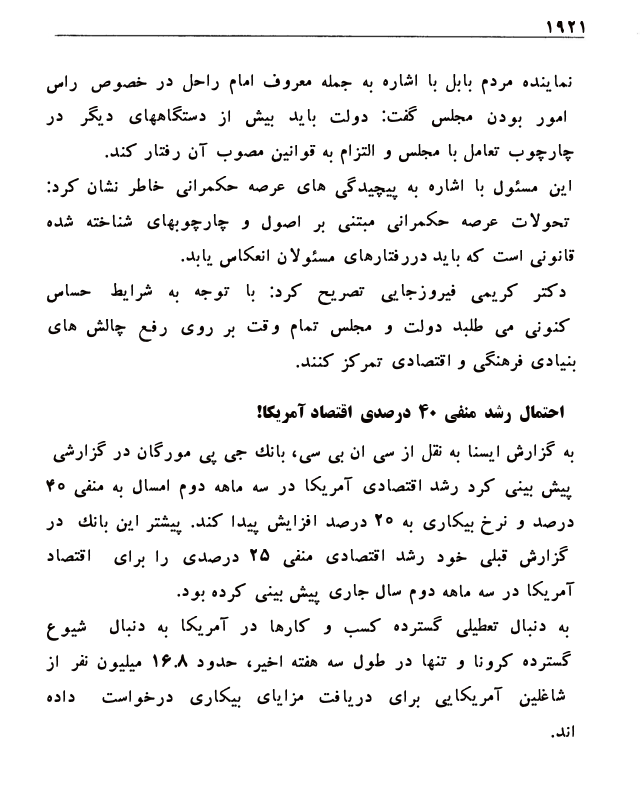 ۱۹۲۱
نماینده مردم بابل با اشاره به جمله معروف امام راحل در خصوص راس
امور بودن مجلس گفت: دولت باید بیش از دستگاههای دیگر در
چارچوب تعامل با مجلس و التزام به قوانین مصوب آن رفتار کند.
این مسئول با اشاره به پیچیدگی های عرصه حکمرانی خاطر نشان کرد:
تحولات عرصه حکمرانی مبتنی بر اصول و چارچوبهای شناخته شده
قانونی است که باید دررفتارهای مسئولان انعکاس یابد.
دکتر کریمی فیروزجایی تصریح کرد: با توجه به شرایط حساس
کنونی می طلبد دولت و مجلس تمام وقت بر روی رفع چالش های
بنیادی فرهنگی و اقتصادی تمرکز کنند.
احتمال رشد منفی ۴۰ درصدی اقتصاد آمریکا!
به گزارش ایسنا به نقل از سی ان بی سی، بانك جی پی مورگان در گزارشی
پیش بینی کرد رشد اقتصادی آمریکا در سه ماهه دوم امسال به منفی ۴۰
درصد و نرخ بیکاری به ۲۰ درصد افزایش پیدا کند. پیشتر این بانك در
گزارش قبلی خود رشد اقتصادی منفی ۲۵ درصدی را برای اقتصاد
آمریکا در سه ماهه دوم سال جاری پیش بینی کرده بود.
به دنبال تعطیلی گسترده کسب و کارها در آمریکا به دنبال شیوع
گسترده کرونا و تنها در طول سه هفته اخیر، حدود ۱۶.۸ میلیون نفر از
شاغلین آمریکایی برای دریافت مزایای بیکاری درخواست داده
اند.